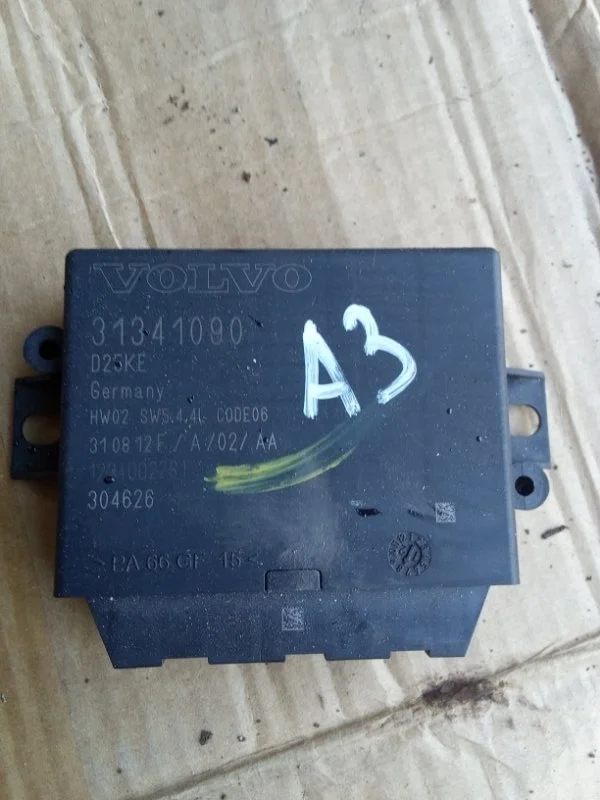 VOLVO
31341090
D25KE
Germany
HW02 SW5.4.4L CODE06
310812F/A/02/AA
304626
>PA 66 GF 15<
A3